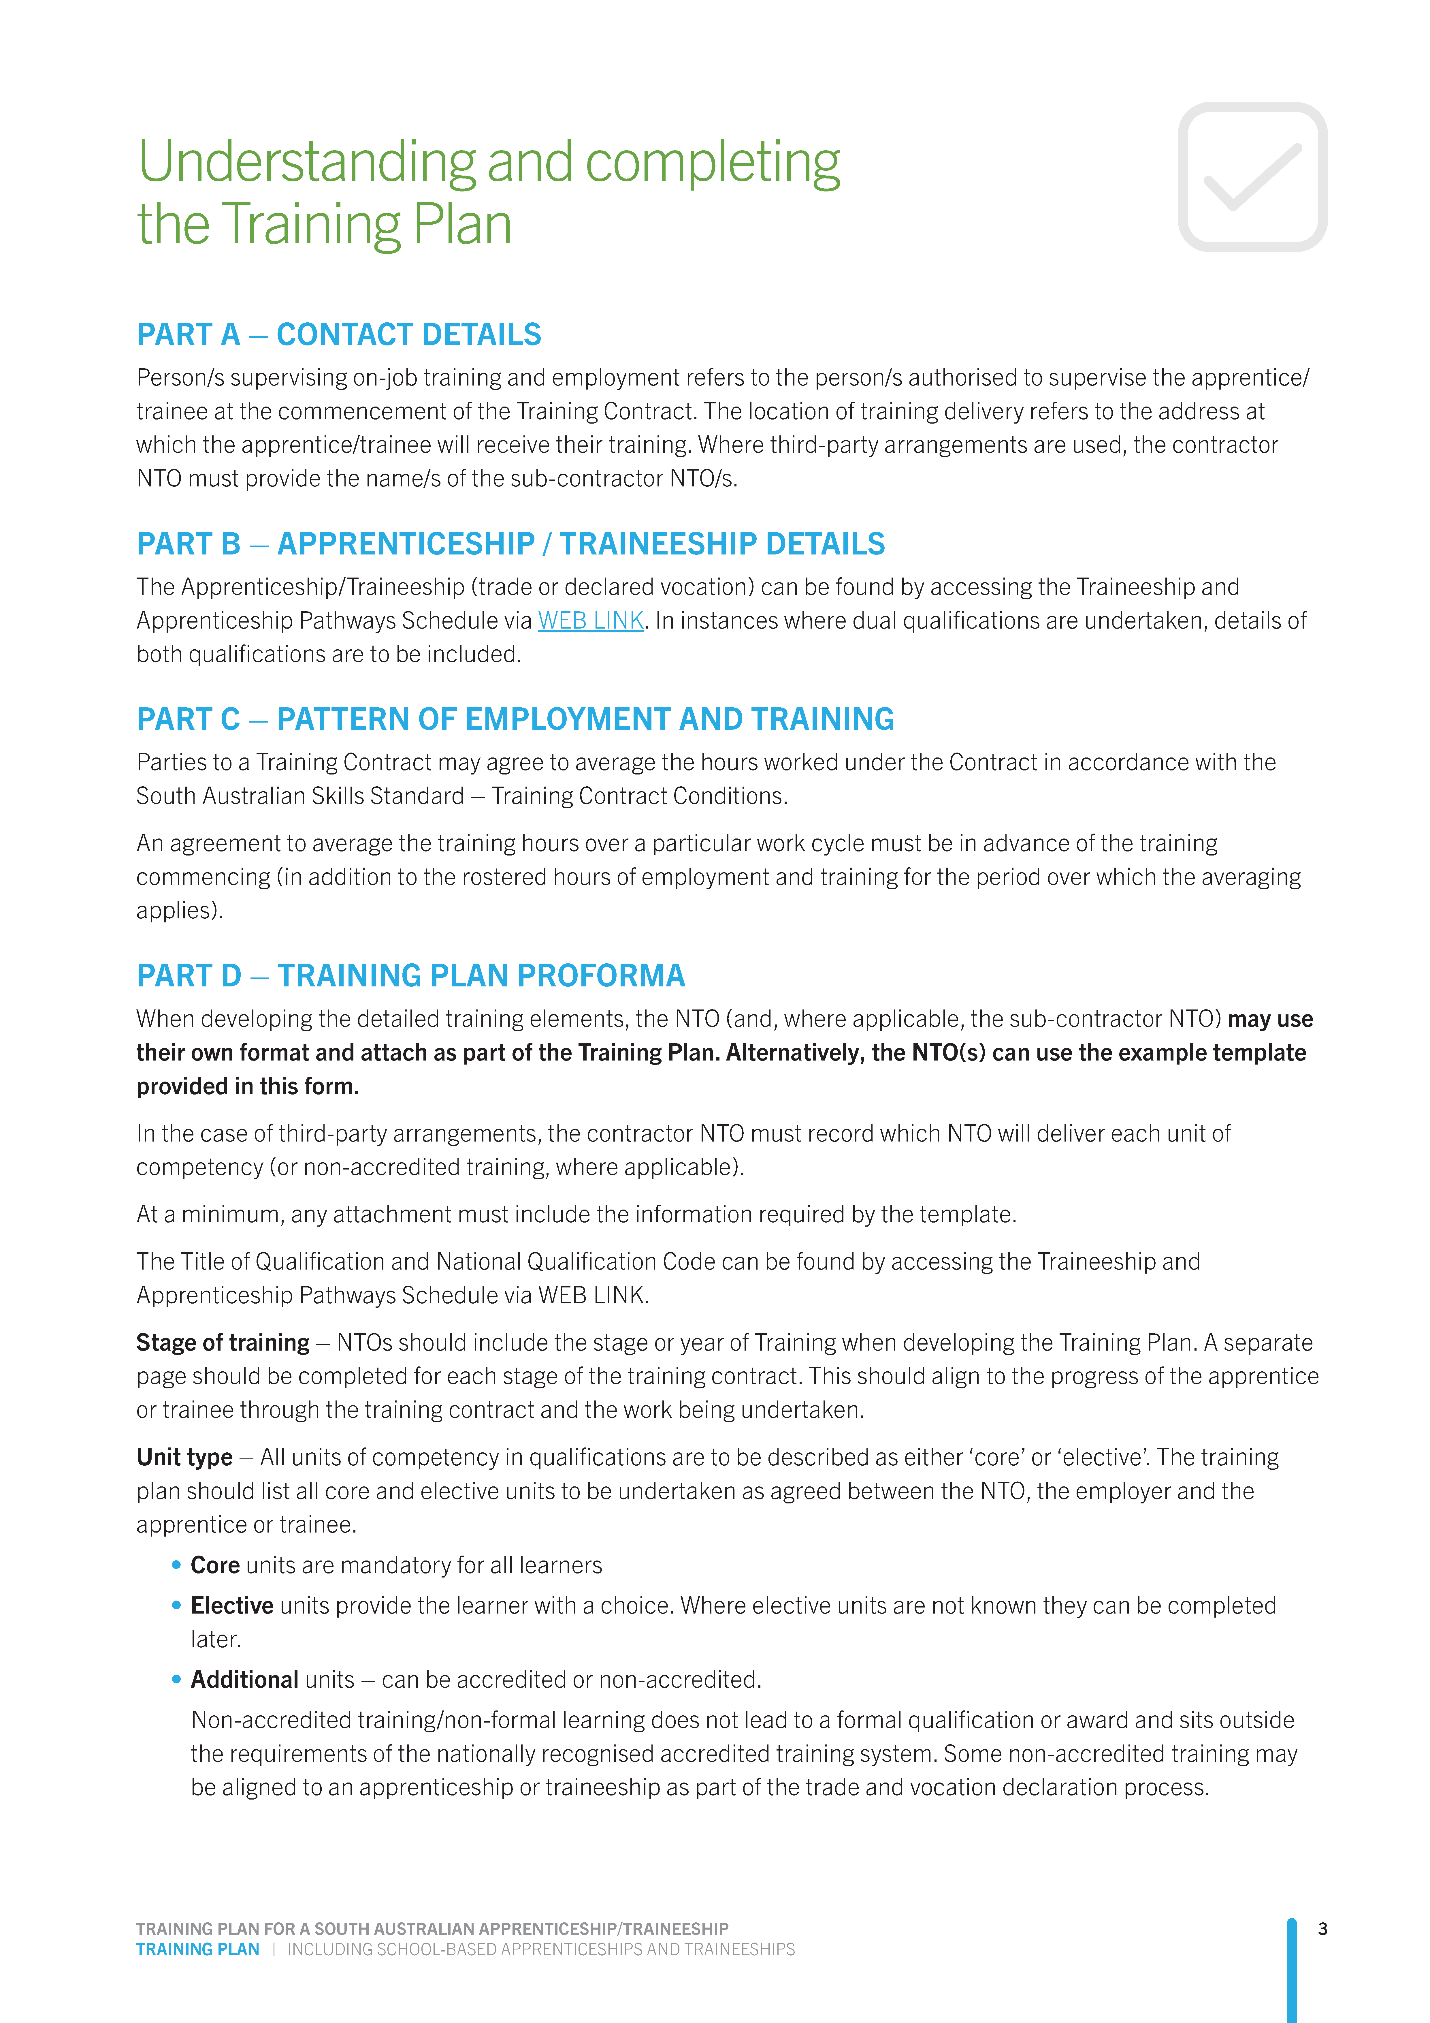 Understanding and completing
the Training Plan
PART A – CONTACT DETAILS
Person/s supervising on-job training and employment refers to the person/s authorised to supervise the apprentice/
trainee at the commencement of the Training Contract. The location of training delivery refers to the address at
which the apprentice/trainee will receive their training. Where third-party arrangements are used, the contractor
NTO must provide the name/s of the sub-contractor NTO/s.
PART B – APPRENTICESHIP / TRAINEESHIP DETAILS
The Apprenticeship/Traineeship (trade or declared vocation) can be found by accessing the Traineeship and
Apprenticeship Pathways Schedule via WEB LINK. In instances where dual qualifications are undertaken, details of
both qualifications are to be included.
PART C – PATTERN OF EMPLOYMENT AND TRAINING
Parties to a Training Contract may agree to average the hours worked under the Contract in accordance with the
South Australian Skills Standard – Training Contract Conditions.
An agreement to average the training hours over a particular work cycle must be in advance of the training
commencing (in addition to the rostered hours of employment and training for the period over which the averaging
applies).
PART D – TRAINING PLAN PROFORMA
When developing the detailed training elements, the NTO (and, where applicable, the sub-contractor NTO) may use
their own format and attach as part of the Training Plan. Alternatively, the NTO(s) can use the example template
provided in this form.
In the case of third-party arrangements, the contractor NTO must record which NTO will deliver each unit of
competency (or non-accredited training, where applicable).
At a minimum, any attachment must include the information required by the template.
The Title of Qualification and National Qualification Code can be found by accessing the Traineeship and
Apprenticeship Pathways Schedule via WEB LINK.
Stage of training – NTOs should include the stage or year of Training when developing the Training Plan. A separate
page should be completed for each stage of the training contract. This should align to the progress of the apprentice
or trainee through the training contract and the work being undertaken.
Unit type – All units of competency in qualifications are to be described as either ‘core’ or ‘elective’. The training
plan should list all core and elective units to be undertaken as agreed between the NTO, the employer and the
apprentice or trainee.
• Core units are mandatory for all learners
• Elective units provide the learner with a choice. Where elective units are not known they can be completed
later.
• Additional units – can be accredited or non-accredited.
Non-accredited training/non-formal learning does not lead to a formal qualification or award and sits outside
the requirements of the nationally recognised accredited training system. Some non-accredited training may
be aligned to an apprenticeship or traineeship as part of the trade and vocation declaration process.
TRAINING PLAN FOR A SOUTH AUSTRALIAN APPRENTICESHIP/TRAINEESHIP
TRAINING PLAN | INCLUDING SCHOOL-BASED APPRENTICESHIPS AND TRAINEESHIPS
3